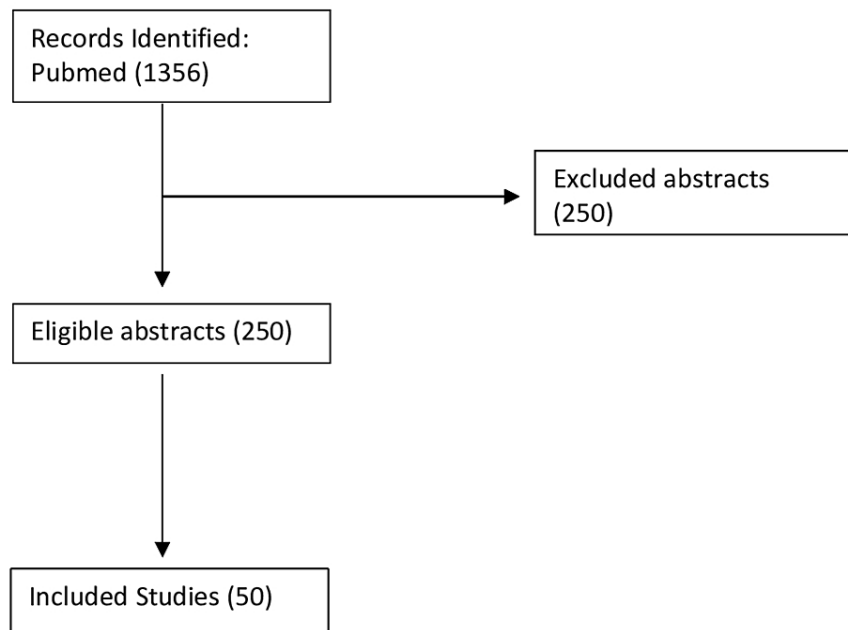 Records Identified:
Pubmed (1356)
Excluded abstracts
(250)
Eligible abstracts (250)
Included Studies (50)